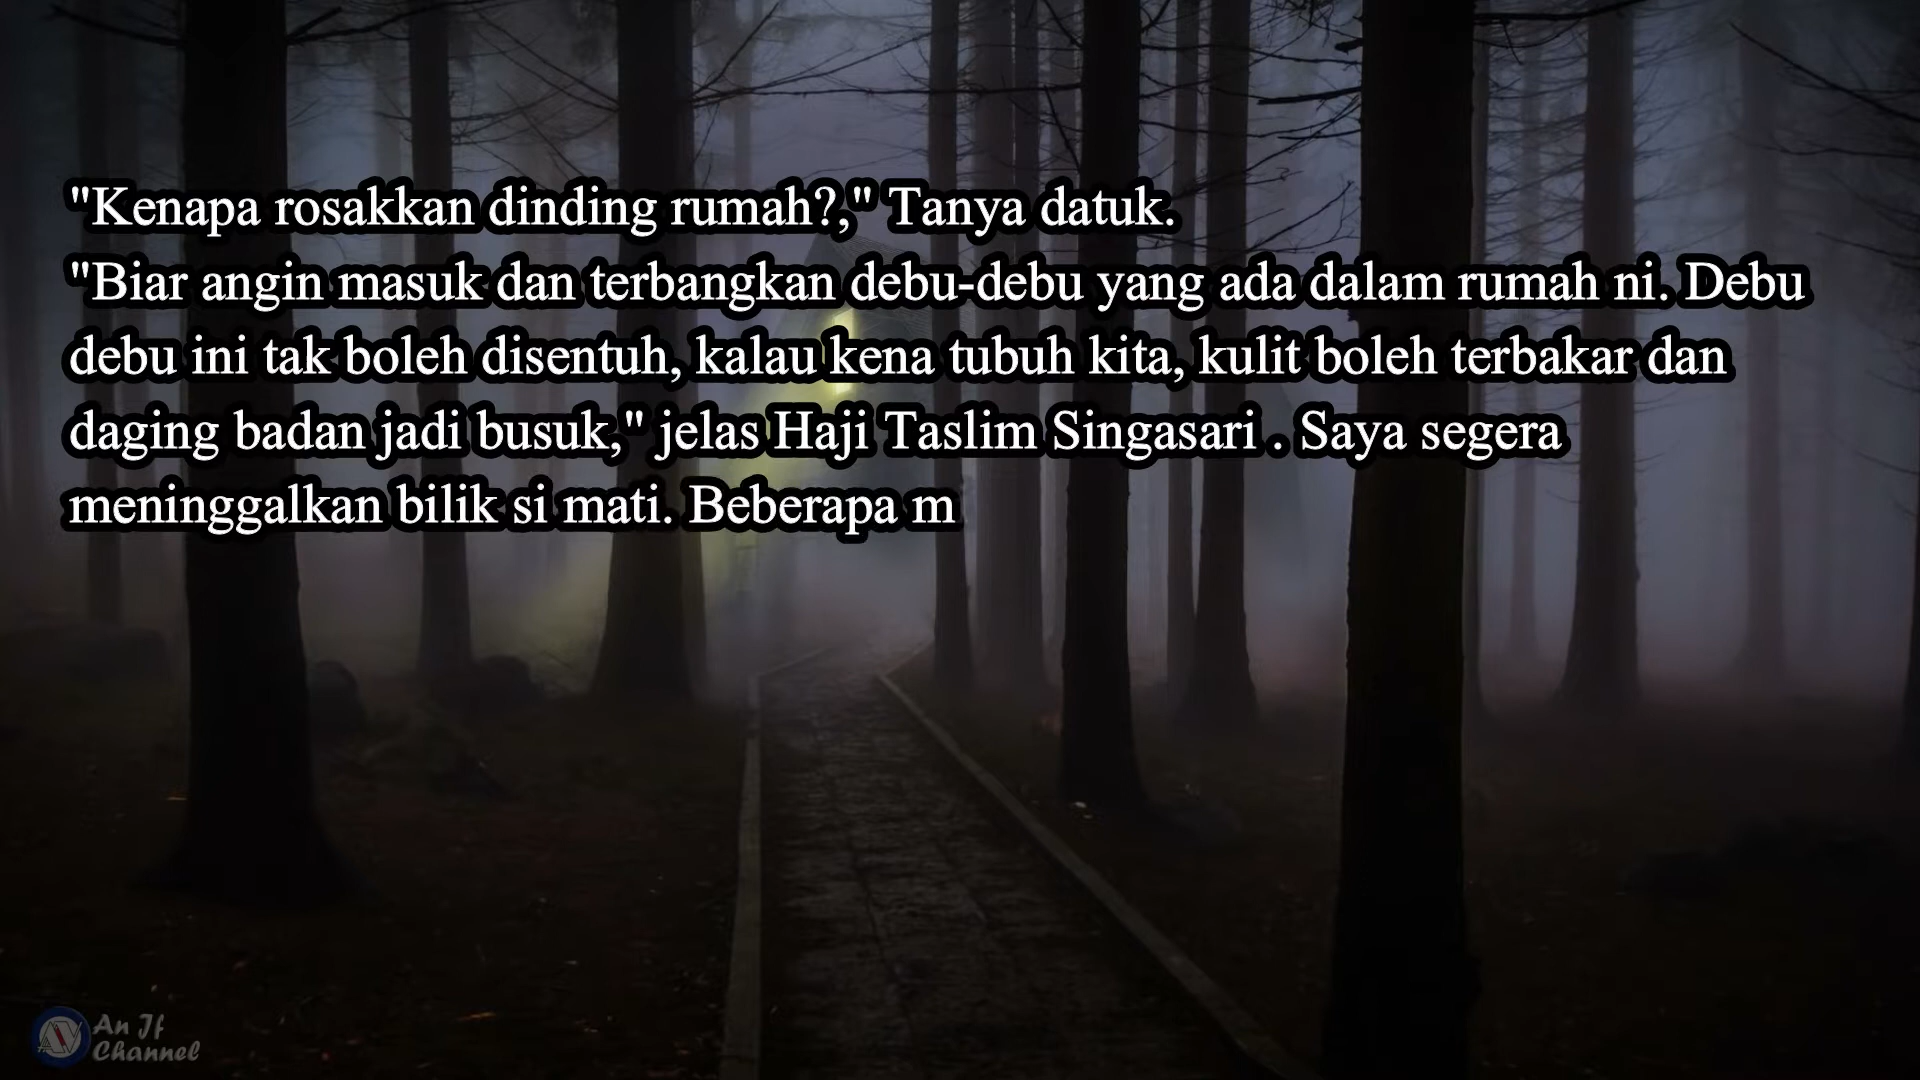 "Kenapa rosakkan dinding rumah?," Tanya datuk.
"Biar angin masuk dan terbangkan debu-debu yang ada dalam rumah ni. Debu
debu ini tak boleh disentuh, kalau kena tubuh kita, kulit boleh terbakar dan
daging badan jadi busuk," jelas Haji Taslim Singasari . Saya segera
meninggalkan bilik si mati. Beberapa m
An If
Channel